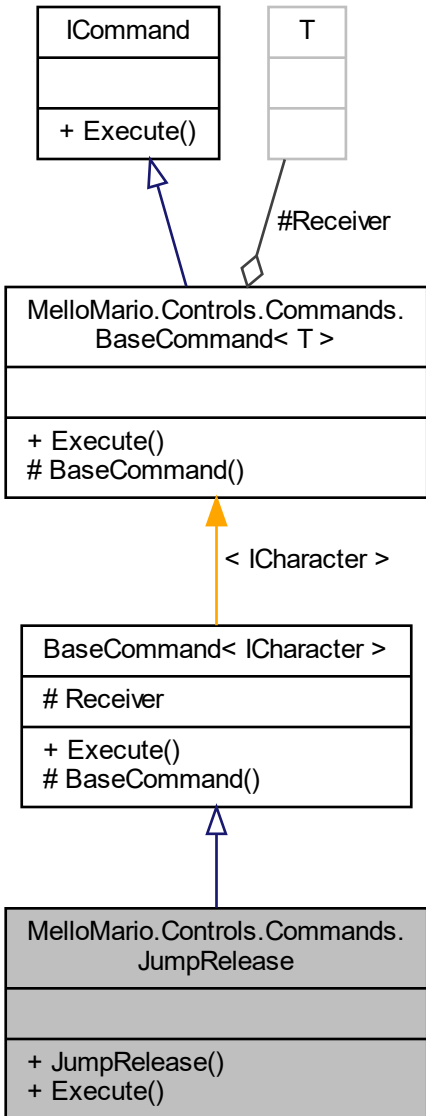 ICommand
+ Execute()
T
#Receiver
MelloMario.Controls.Commands.
BaseCommand< T >
+ Execute()
# BaseCommand()
< ICharacter >
BaseCommand< ICharacter >
# Receiver
+ Execute()
# BaseCommand()
MelloMario.Controls.Commands.
JumpRelease
+ JumpRelease()
+ Execute()